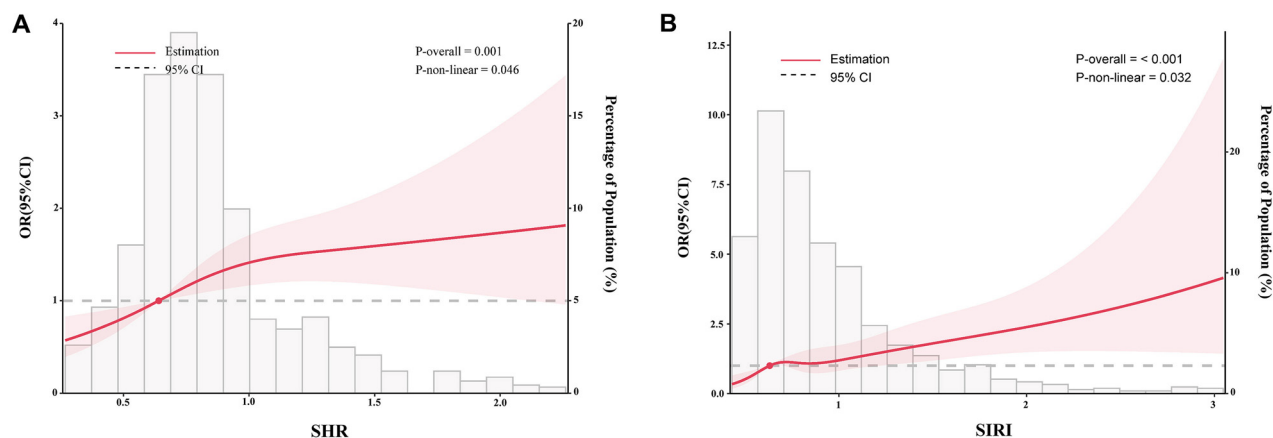 A
Estimation
95% CI
P-overall = 0.001
P-non-linear = 0.046
OR(95%CI)
4
3
2
1
0
20
15
10
5
0
Percentage of Population (%)
0.5
1.0
1.5
2.0
SHR
B
Estimation
95% CI
P-overall = < 0.001
P-non-linear = 0.032
OR(95%CI)
12.5
10.0
7.5
5.0
2.5
0.0
20
10
0
Percentage of Population (%)
1
2
3
SIRI